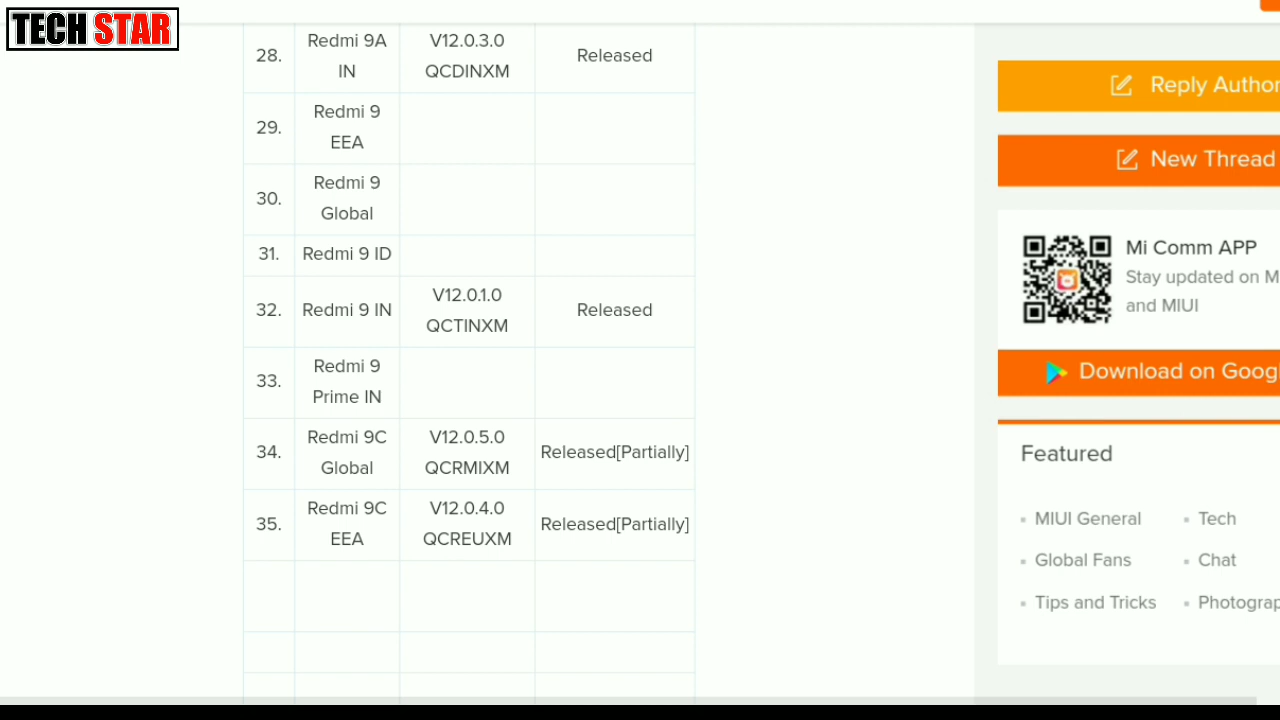 TECH STAR
28.
Redmi 9A
IN
V12.0.3.0
QCDINXM
Released
29.
Redmi 9
EEA
30.
Redmi 9
Global
31.
Redmi 9 ID
32.
Redmi 9 IN
V12.0.1.0
QCTINXM
Released
33.
Redmi 9
Prime IN
34.
Redmi 9C
Global
V12.0.5.0
QCRMIXM
Released[Partially]
35.
Redmi 9C
EEA
V12.0.4.0
QCREUXM
Released[Partially]
Reply Author
New Thread
Mi Comm APP
Stay updated on M
and MIUI
Download on Goog
Featured
MIUI General
Tech
Global Fans
Chat
Tips and Tricks
Photograp